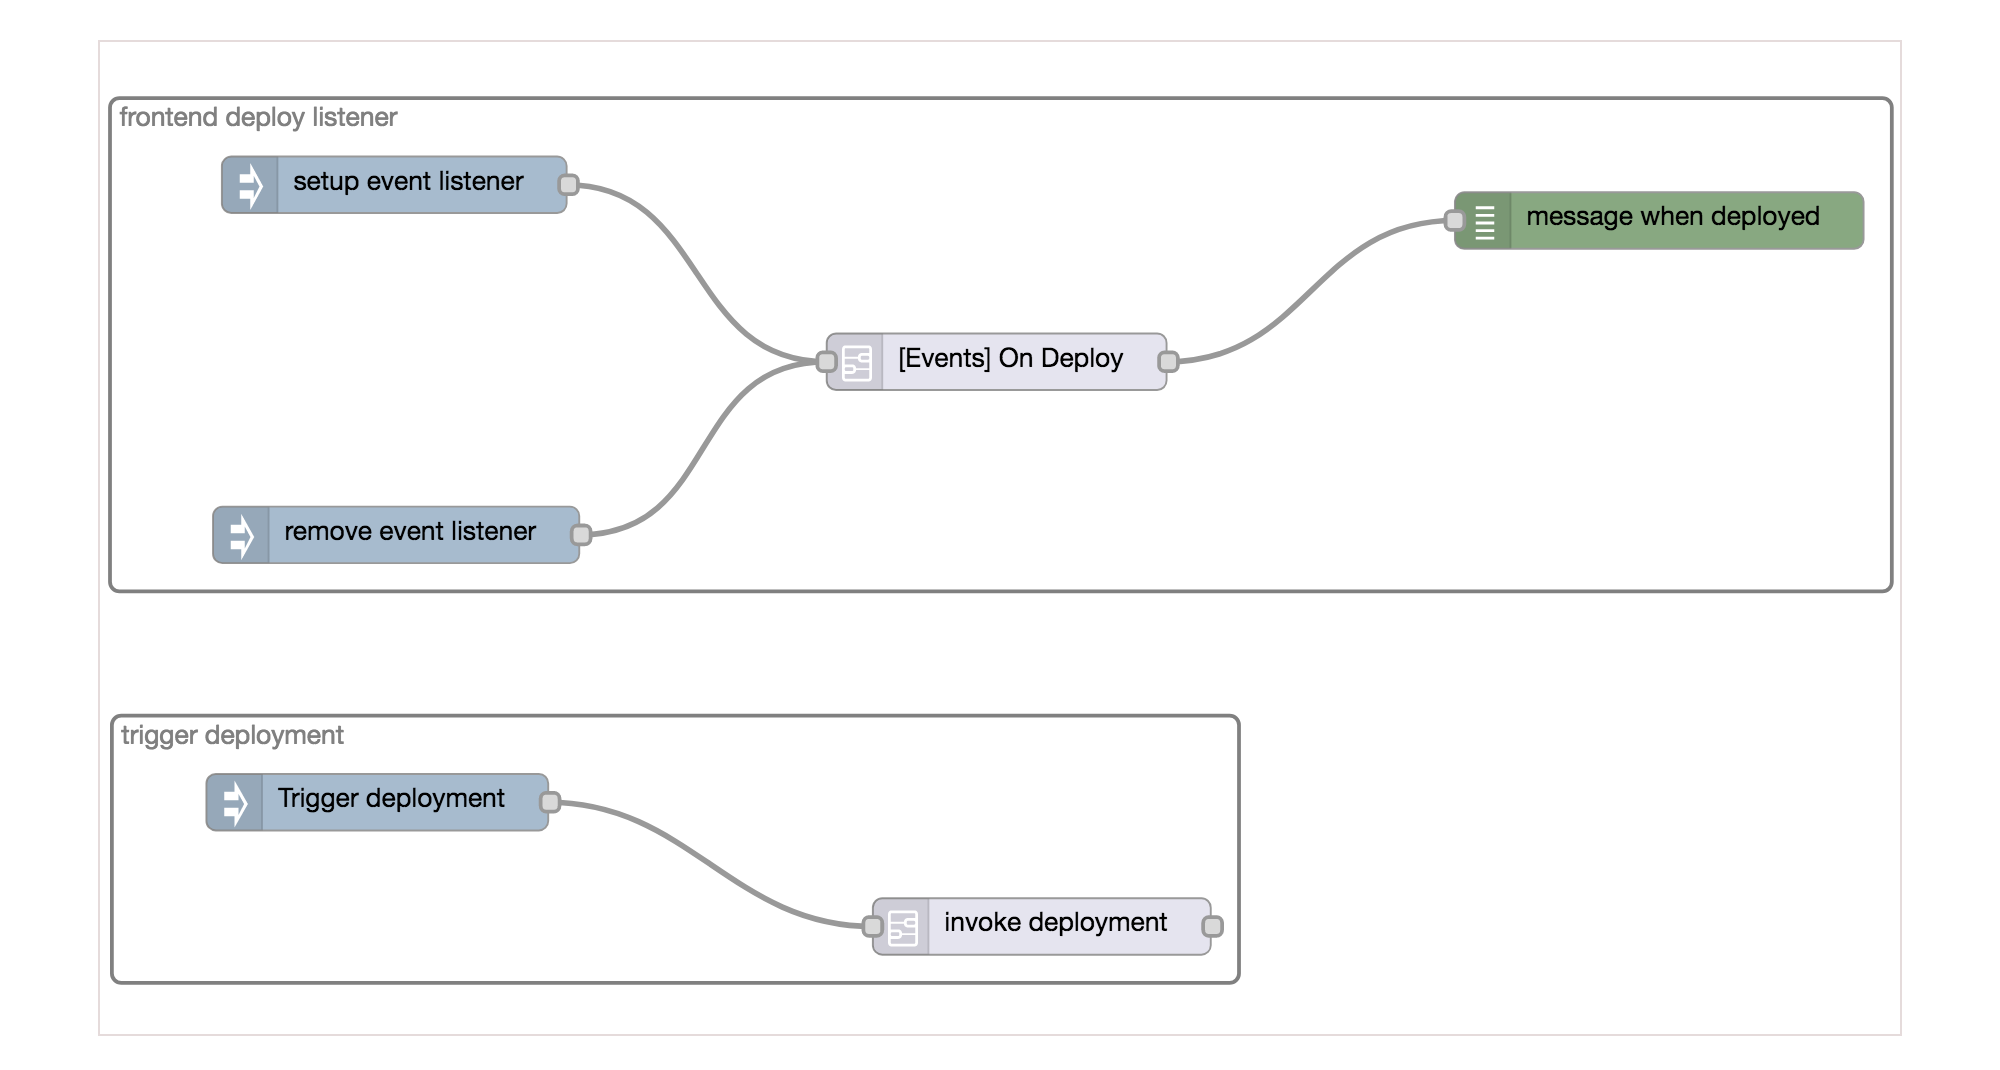 frontend deploy listener
setup event listener
message when deployed
[Events] On Deploy
remove event listener
trigger deployment
Trigger deployment
invoke deployment